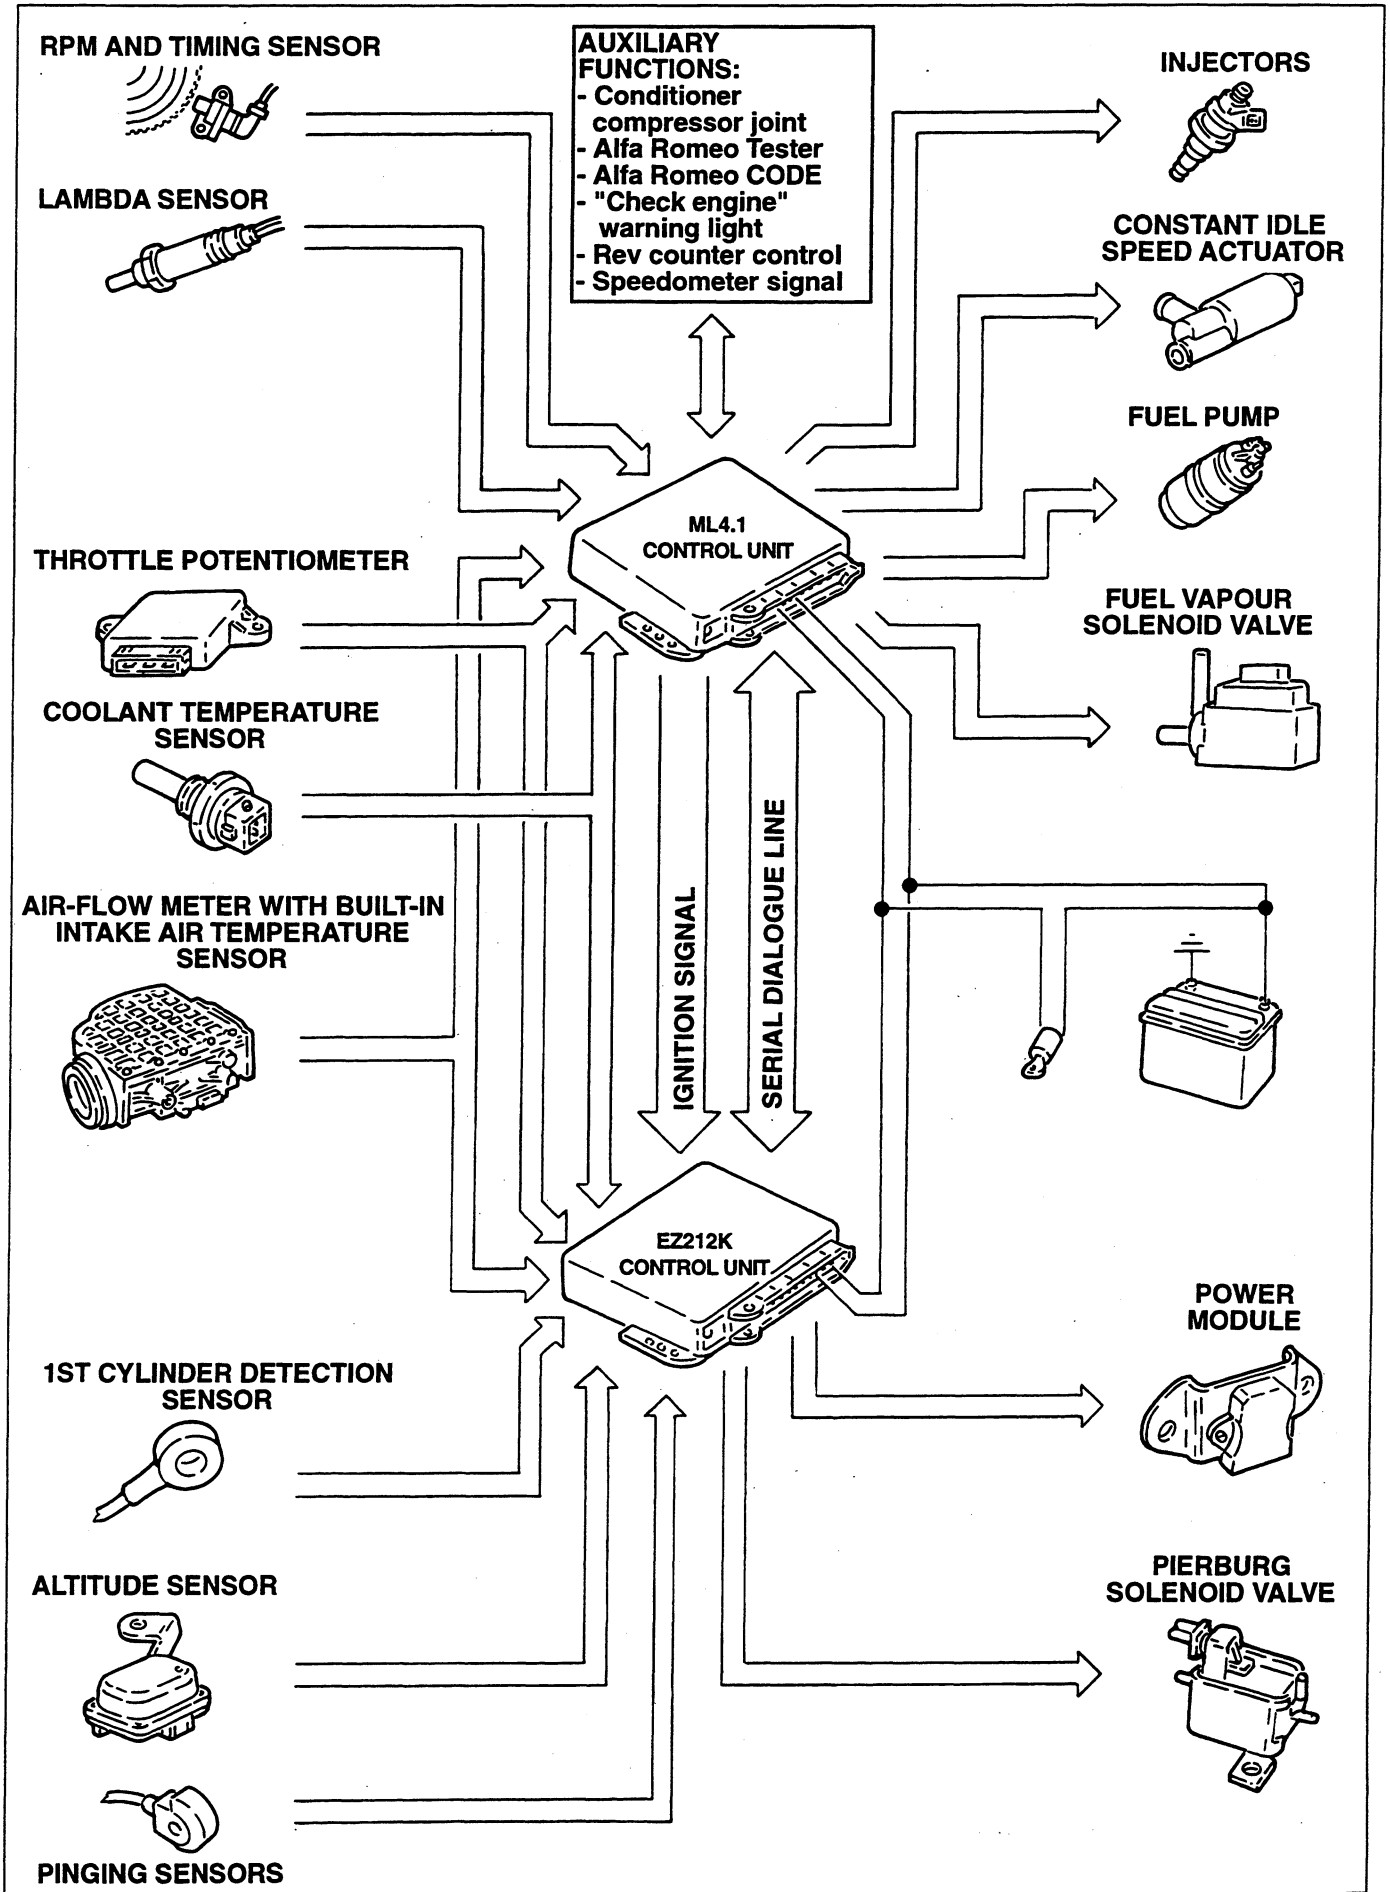 RPM AND TIMING SENSOR
LAMBDA SENSOR
AUXILIARY
FUNCTIONS:
- Conditioner
compressor joint
- Alfa Romeo Tester
- Alfa Romeo CODE
- "Check engine"
warning light
- Rev counter control
- Speedometer signal
INJECTORS
CONSTANT IDLE
SPEED ACTUATOR
FUEL PUMP
ML4.1
CONTROL UNIT
THROTTLE POTENTIOMETER
FUEL VAPOUR
SOLENOID VALVE
COOLANT TEMPERATURE
SENSOR
AIR-FLOW METER WITH BUILT-IN
INTAKE AIR TEMPERATURE
SENSOR
IGNITION SIGNAL
SERIAL DIALOGUE LINE
EZ212K
CONTROL UNIT
POWER
MODULE
1ST CYLINDER DETECTION
SENSOR
ALTITUDE SENSOR
PIERBURG
SOLENOID VALVE
PINGING SENSORS